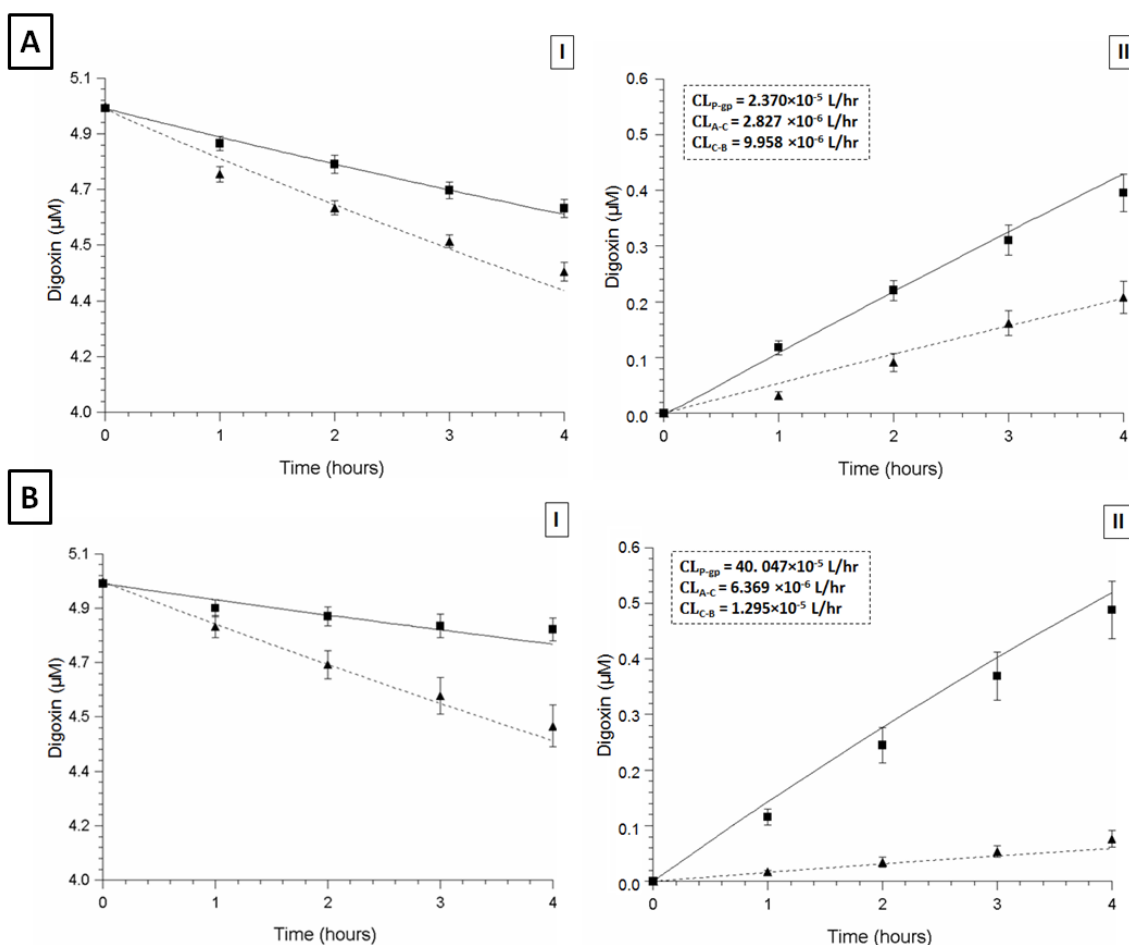 A
I
II
5.1
4.9
4.7
4.5
4.4
4.2
4.0
Digoxin (µM)
0 1 2 3 4
Time (hours)
0.6
0.5
0.4
0.3
0.2
0.1
0.0
Digoxin (µM)
CLP-gp = 2.370×10⁻⁵ L/hr
CLA-C = 2.827 ×10⁻⁶ L/hr
CLC-B = 9.958 ×10⁻⁶ L/hr
0 1 2 3 4
Time (hours)
B
I
II
5.1
4.9
4.7
4.5
4.4
4.2
4.0
Digoxin (µM)
0 1 2 3 4
Time (hours)
0.6
0.5
0.4
0.3
0.2
0.1
0.0
Digoxin (µM)
CLP-gp = 40. 047×10⁻⁵ L/hr
CLA-C = 6.369 ×10⁻⁶ L/hr
CLC-B = 1.295×10⁻⁵ L/hr
0 1 2 3 4
Time (hours)